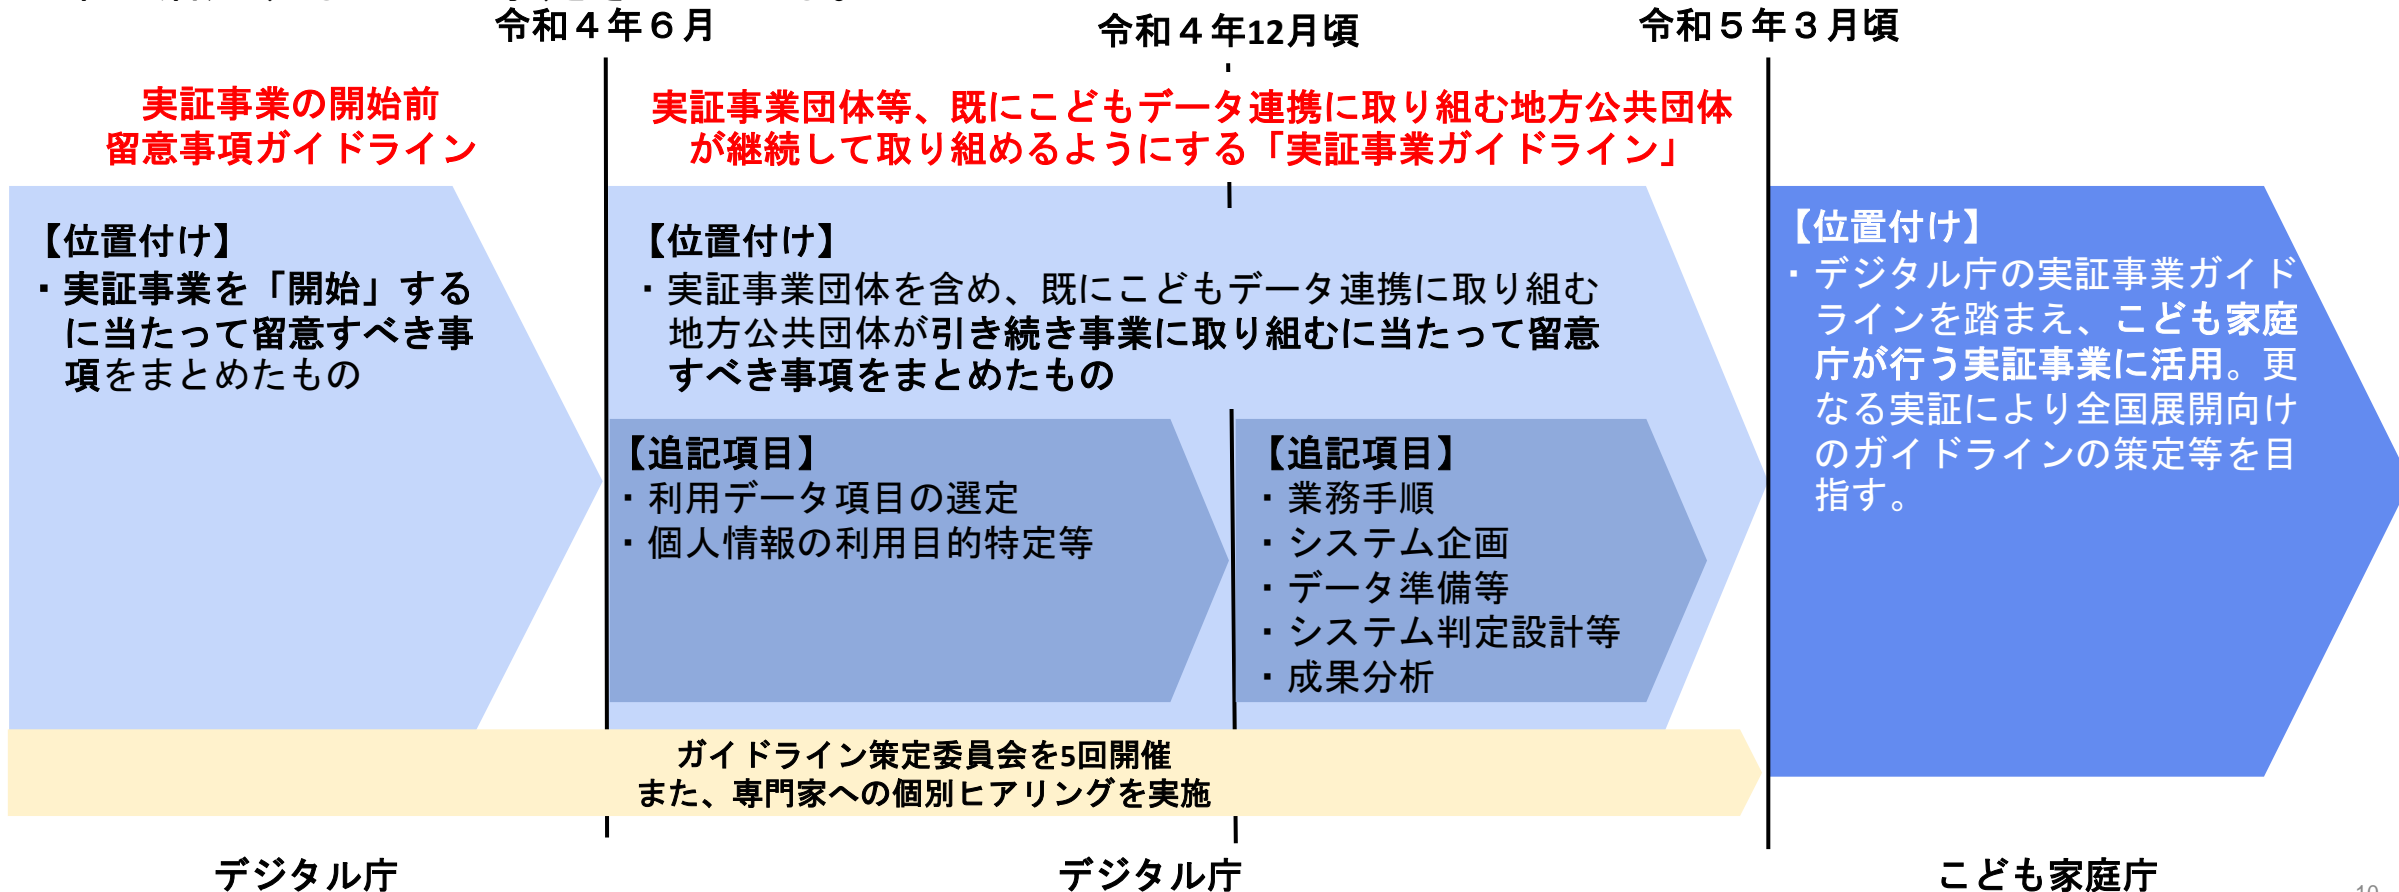 令和４年６月
令和４年12月頃
令和５年３月頃
実証事業の開始前
留意事項ガイドライン
実証事業団体等、既にこどもデータ連携に取り組む地方公共団体
が継続して取り組めるようにする「実証事業ガイドライン」
【位置付け】
・実証事業を「開始」する
に当たって留意すべき事
項をまとめたもの
【位置付け】
・実証事業団体を含め、既にこどもデータ連携に取り組む
地方公共団体が引き続き事業に取り組むに当たって留意
すべき事項をまとめたもの
【追記項目】
・利用データ項目の選定
・個人情報の利用目的特定等
【追記項目】
・業務手順
・システム企画
・データ準備等
・システム判定設計等
・成果分析
【位置付け】
・デジタル庁の実証事業ガイド
ラインを踏まえ、こども家庭
庁が行う実証事業に活用。更
なる実証により全国展開向け
のガイドラインの策定等を目
指す。
ガイドライン策定委員会を5回開催
また、専門家への個別ヒアリングを実施
デジタル庁
デジタル庁
こども家庭庁